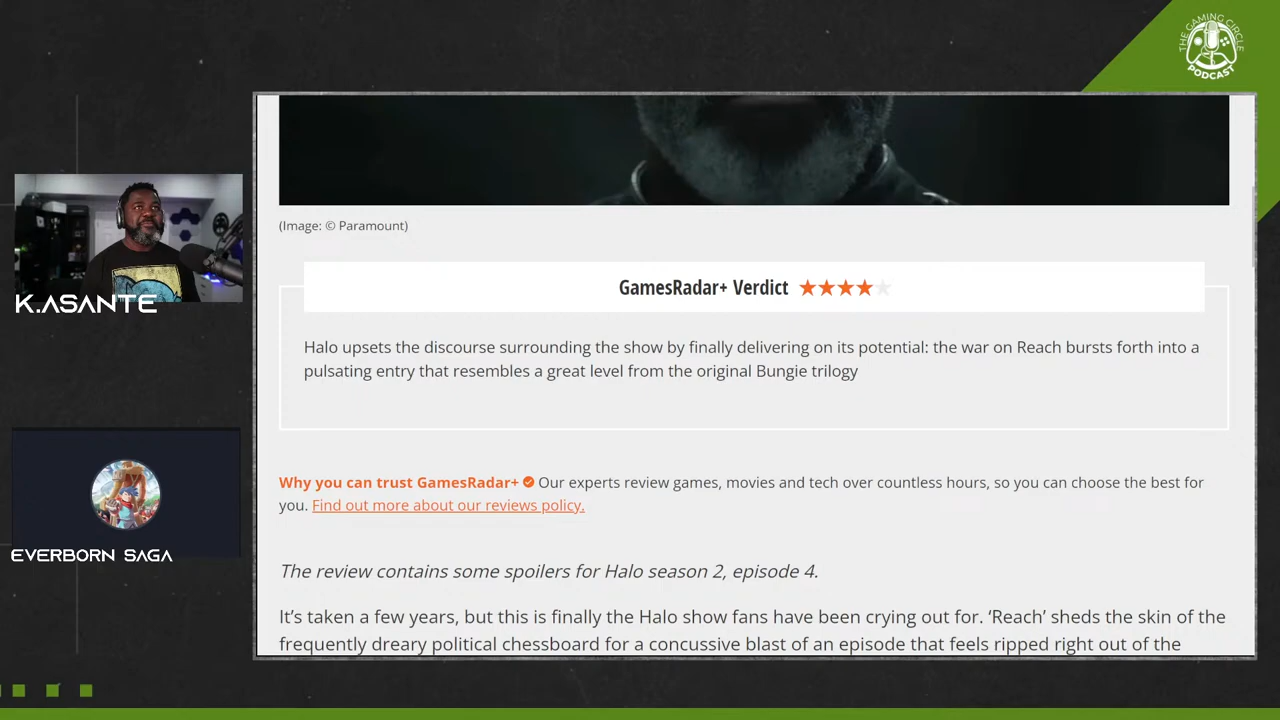 THE GAMING CIRCLE
PODCAST
(Image: © Paramount)
GamesRadar+ Verdict
Halo upsets the discourse surrounding the show by finally delivering on its potential: the war on Reach bursts forth into a
pulsating entry that resembles a great level from the original Bungie trilogy
K.ASANTE
Why you can trust GamesRadar+ Our experts review games, movies and tech over countless hours, so you can choose the best for
you. Find out more about our reviews policy.
EVERBORN SAGA
The review contains some spoilers for Halo season 2, episode 4.
It’s taken a few years, but this is finally the Halo show fans have been crying out for. ‘Reach’ sheds the skin of the
frequently dreary political chessboard for a concussive blast of an episode that feels ripped right out of the